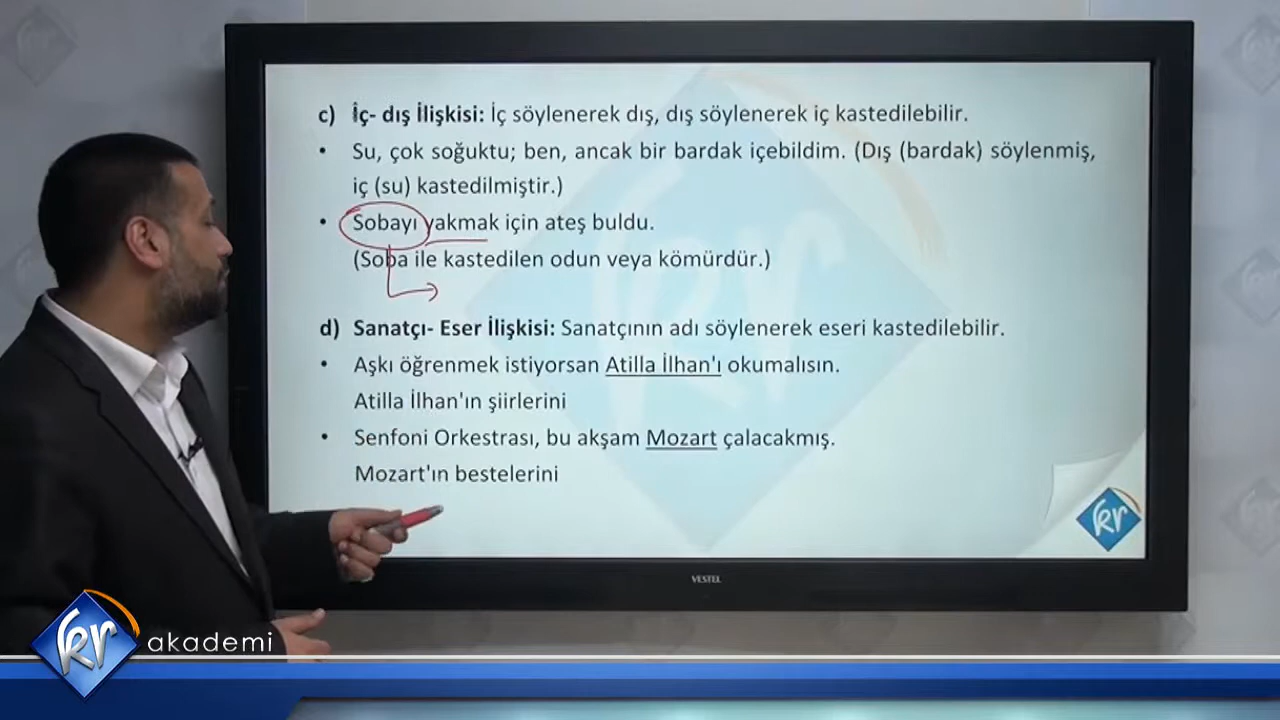 c) İç- dış İlişkisi: İç söylenerek dış, dış söylenerek iç kastedilebilir.
• Su, çok soğuktu; ben, ancak bir bardak içebildim. (Dış (bardak) söylenmiş,
iç (su) kastedilmiştir.)
• Sobayı yakmak için ateş buldu.
(Soba ile kastedilen odun veya kömürdür.)
d) Sanatçı- Eser İlişkisi: Sanatçının adı söylenerek eseri kastedilebilir.
• Aşkı öğrenmek istiyorsan Atilla İlhan'ı okumalısın.
Atilla İlhan'ın şiirlerini
• Senfoni Orkestrası, bu akşam Mozart çalacakmış.
Mozart'ın bestelerini
kr
VESTEL
kr akademi